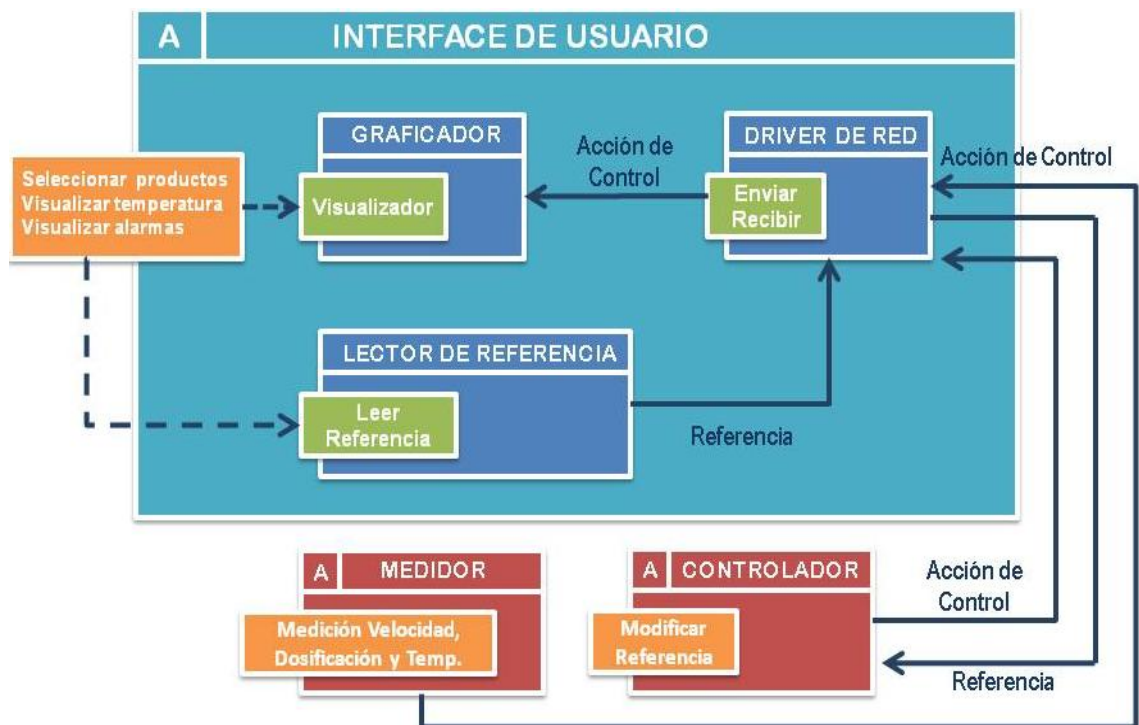 A
INTERFACE DE USUARIO
GRAFICADOR
Visualizador
Acción de
Control
DRIVER DE RED
Enviar
Recibir
Acción de Control
Seleccionar productos
Visualizar temperatura
Visualizar alarmas
LECTOR DE REFERENCIA
Leer
Referencia
Referencia
A
MEDIDOR
Medición Velocidad,
Dosificación y Temp.
A
CONTROLADOR
Modificar
Referencia
Acción de
Control
Referencia